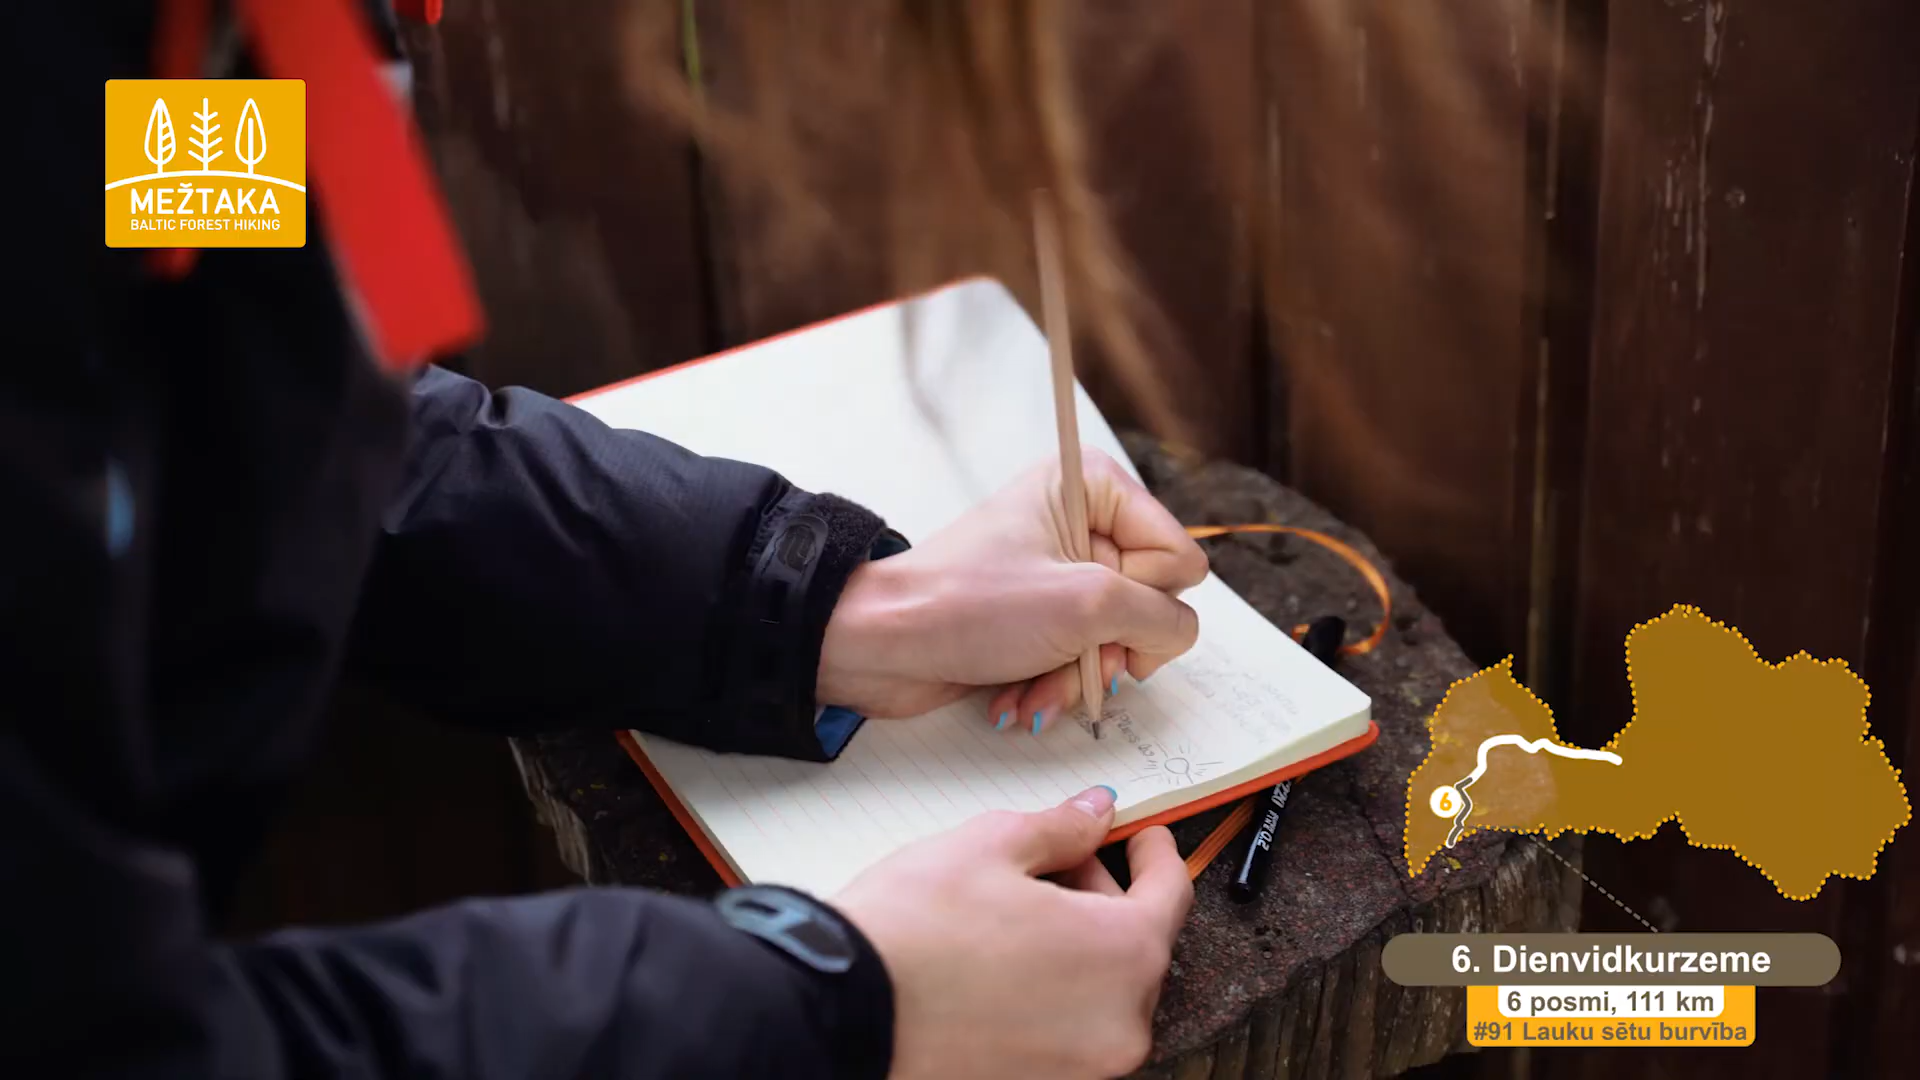 MEŽTAKA
BALTIC FOREST HIKING
6
6. Dienvidkurzeme
6 posmi, 111 km
#91 Lauku sētu burvība